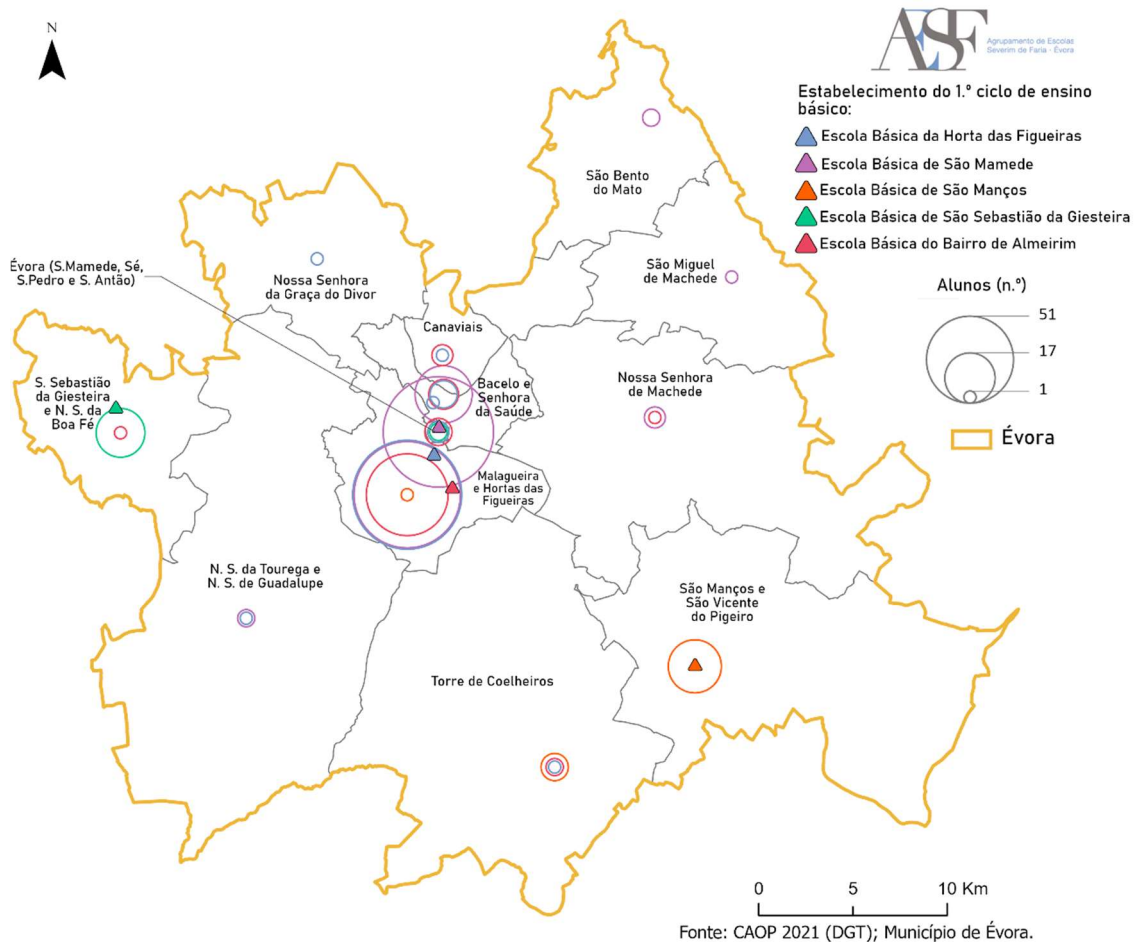 N
AESF
Agrupamento de Escolas
Severim de Faria - Évora
Estabelecimento do 1.º ciclo de ensino
básico:
Escola Básica da Horta das Figueiras
Escola Básica de São Mamede
Escola Básica de São Manços
Escola Básica de São Sebastião da Giesteira
Escola Básica do Bairro de Almeirim
Alunos (n.º)
51
17
1
Évora
São Bento
do Mato
São Miguel
de Machede
Évora (S.Mamede, Sé,
S.Pedro e S. Antão)
Nossa Senhora
da Graça do Divor
Canaviais
S. Sebastião
da Giesteira
e N. S. da
Boa Fé
Bacelo e
Senhora
da Saúde
Nossa Senhora
de Machede
Malagueira
e Hortas das
Figueiras
N. S. da Tourega e
N. S. de Guadalupe
São Manços e
São Vicente
do Pigeiro
Torre de Coelheiros
0 5 10 Km
Fonte: CAOP 2021 (DGT); Município de Évora.